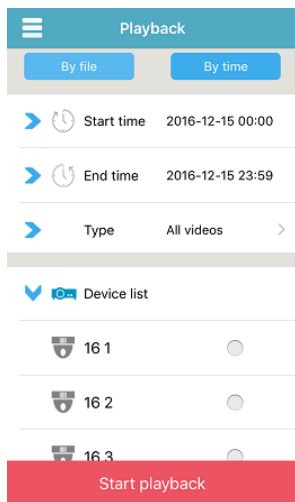 Playback
By file By time
Start time 2016-12-15 00:00
End time 2016-12-15 23:59
Type All videos
Device list
16 1
16 2
16 3
Start playback